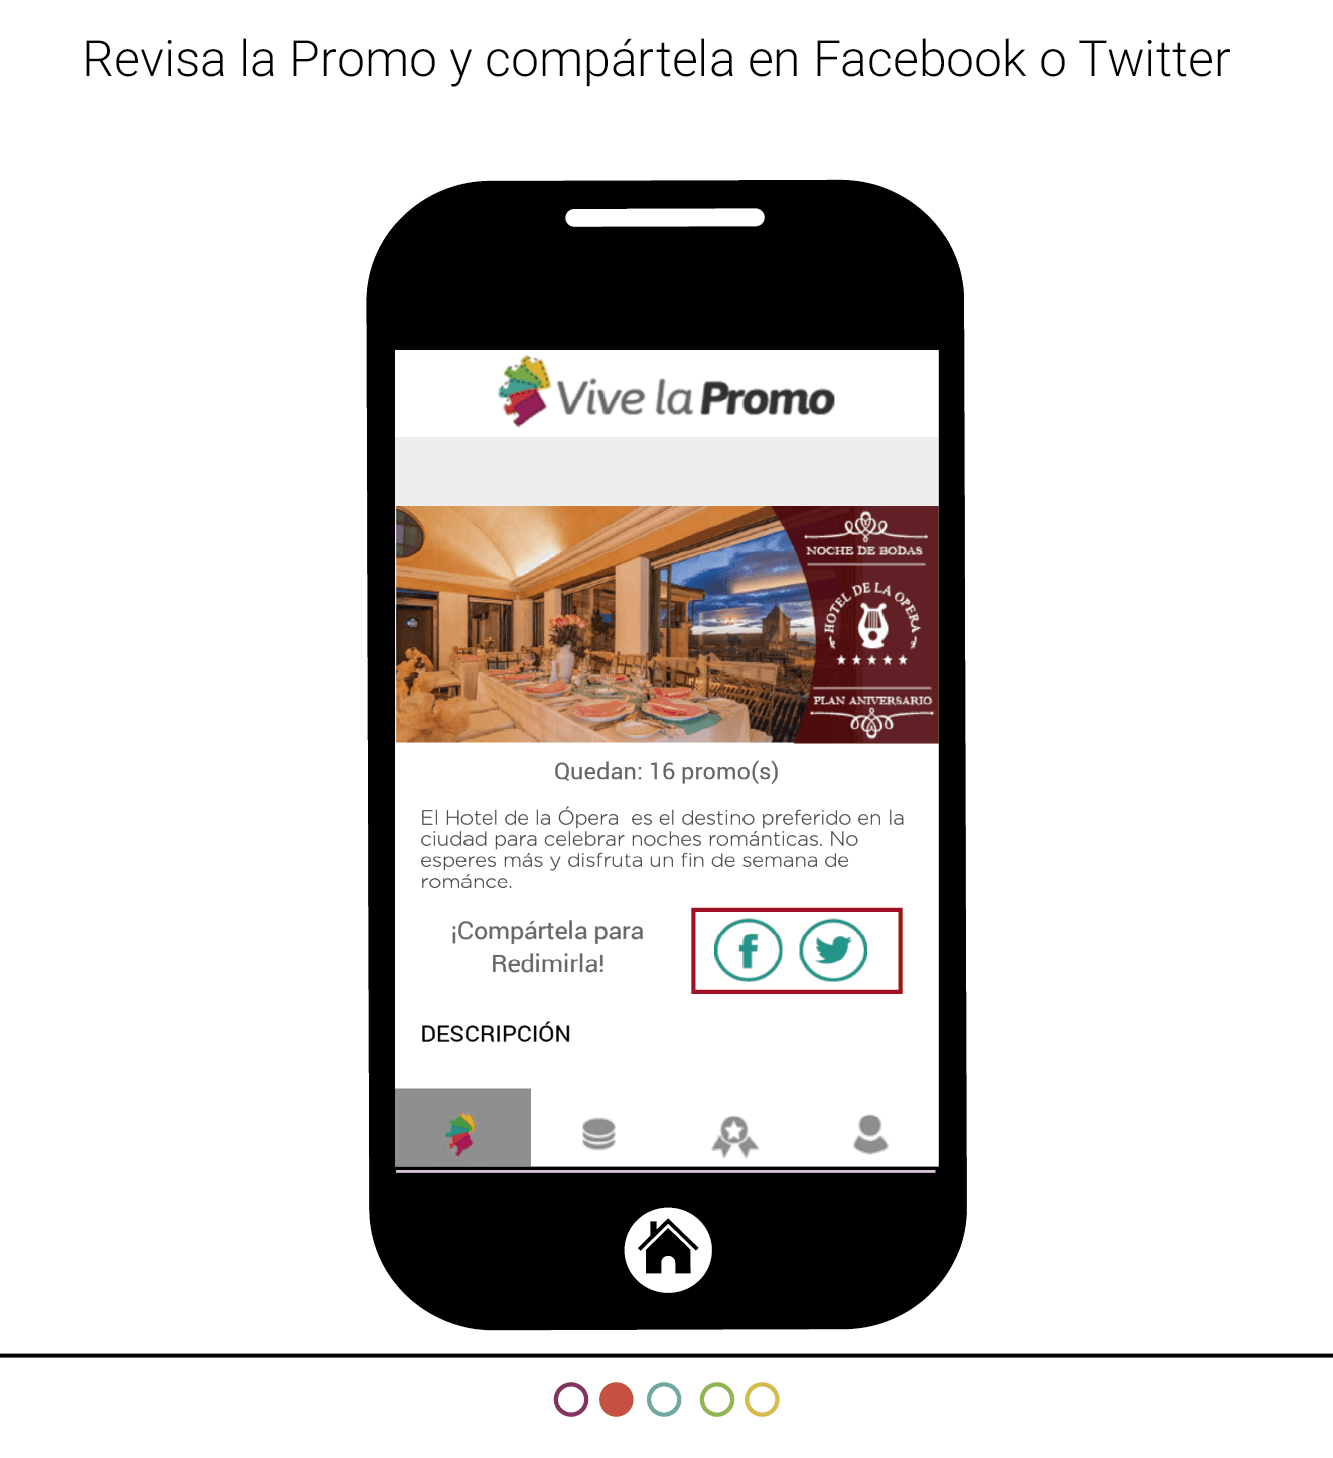 Revisa la Promo y compártela en Facebook o Twitter
Vive la Promo
NOCHE DE BODAS
HOTEL DE LA OPERA
PLAN ANIVERSARIO
Quedan: 16 promo(s)
El Hotel de la Ópera es el destino preferido en la
ciudad para celebrar noches románticas. No
esperes más y disfruta un fin de semana de
románce.
¡Compártela para
Redimirla!
DESCRIPCIÓN